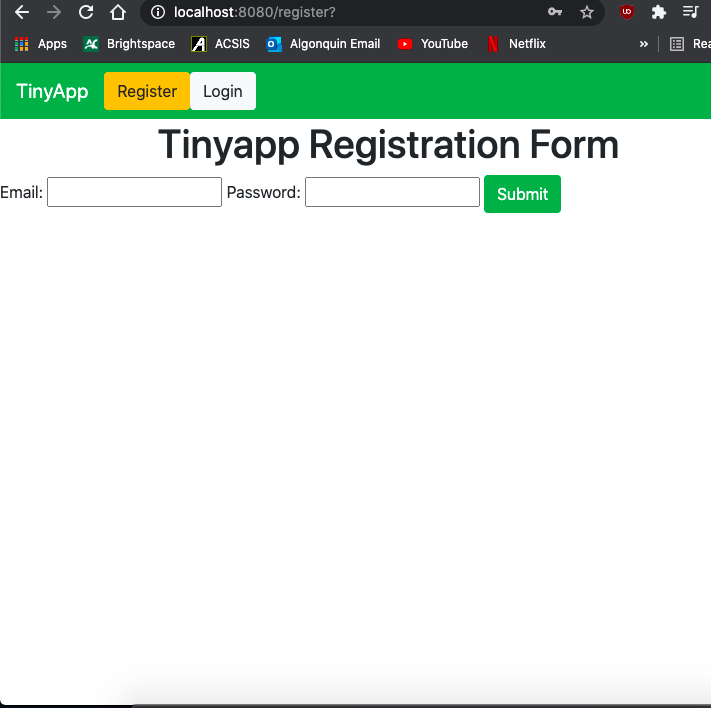 localhost:8080/register?
Apps Brightspace ACSIS Algonquin Email YouTube Netflix » Rea
TinyApp Register Login
Tinyapp Registration Form
Email: Password: Submit